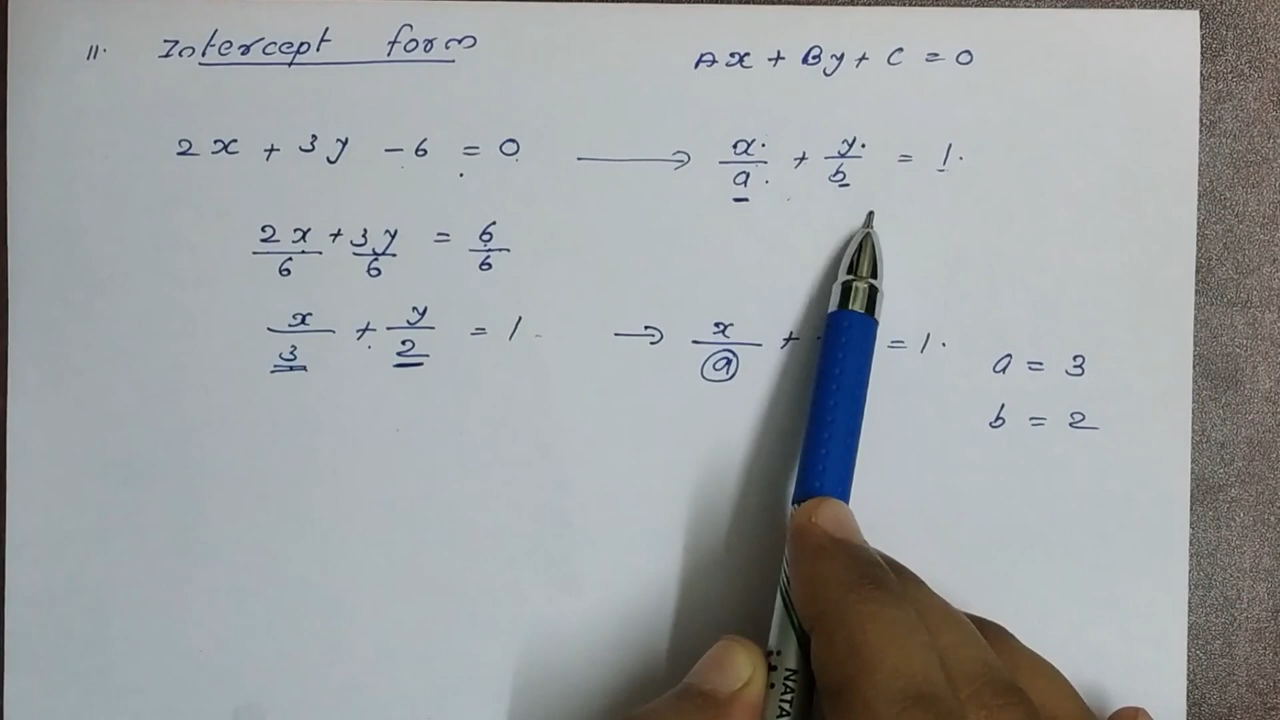 11. Intercept form
Ax + By + C = 0
2x + 3y - 6 = 0 ⟶ x/a + y/b = 1.
2x/6 + 3y/6 = 6/6
x/3 + y/2 = 1 → x/a + = 1.
a = 3
b = 2
NATA